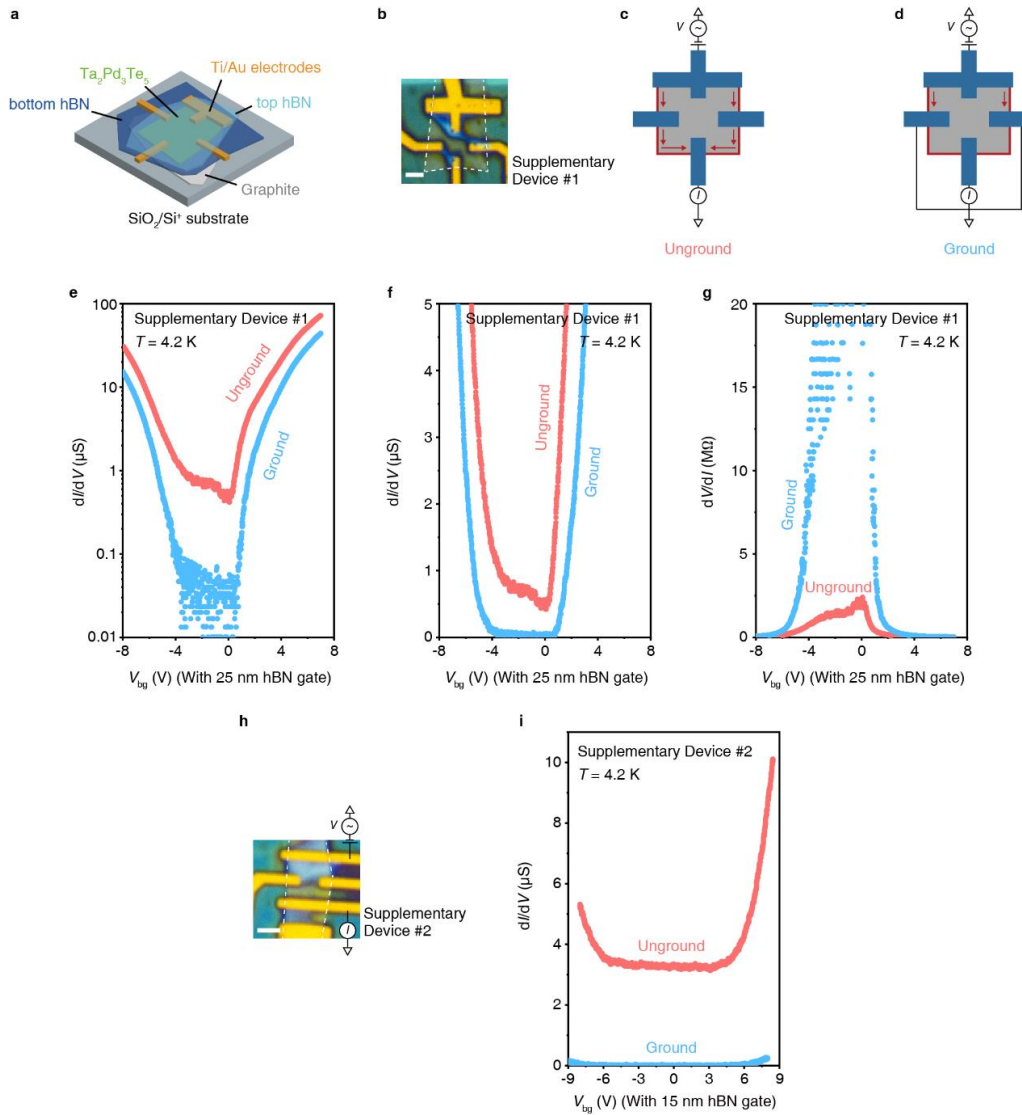 a
Ta₂Pd₃Te₅
Ti/Au electrodes
bottom hBN
top hBN
Graphite
SiO₂/Si⁺ substrate
b
Supplementary
Device #1
c
V
~
I
Unground
d
V
~
I
Ground
e
100
10
1
0.1
0.01
dI/dV (µS)
Supplementary Device #1
T = 4.2 K
Unground
Ground
-8 -4 0 4 8
V_bg (V) (With 25 nm hBN gate)
f
5
4
3
2
1
0
dI/dV (µS)
Supplementary Device #1
T = 4.2 K
Unground
Ground
-8 -4 0 4 8
V_bg (V) (With 25 nm hBN gate)
g
20
15
10
5
0
dV/dI (MΩ)
Supplementary Device #1
T = 4.2 K
Ground
Unground
-8 -4 0 4 8
V_bg (V) (With 25 nm hBN gate)
h
V
~
Supplementary
Device #2
I
i
10
8
6
4
2
0
dI/dV (µS)
Supplementary Device #2
T = 4.2 K
Unground
Ground
-9 -6 -3 0 3 6 9
V_bg (V) (With 15 nm hBN gate)